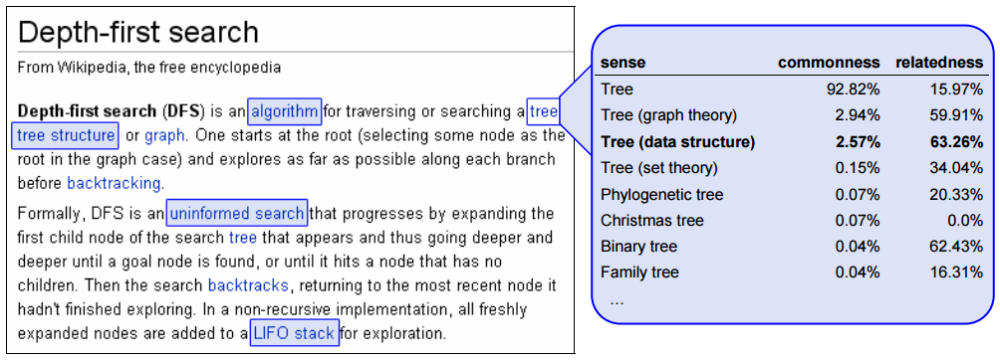 Depth-first search
From Wikipedia, the free encyclopedia
Depth-first search (DFS) is an algorithm for traversing or searching a tree
tree structure or graph. One starts at the root (selecting some node as the
root in the graph case) and explores as far as possible along each branch
before backtracking.
Formally, DFS is an uninformed search that progresses by expanding the
first child node of the search tree that appears and thus going deeper and
deeper until a goal node is found, or until it hits a node that has no
children. Then the search backtracks, returning to the most recent node it
hadn't finished exploring. In a non-recursive implementation, all freshly
expanded nodes are added to a LIFO stack for exploration.
sense commonness relatedness
Tree 92.82% 15.97%
Tree (graph theory) 2.94% 59.91%
Tree (data structure) 2.57% 63.26%
Tree (set theory) 0.15% 34.04%
Phylogenetic tree 0.07% 20.33%
Christmas tree 0.07% 0.0%
Binary tree 0.04% 62.43%
Family tree 0.04% 16.31%
...